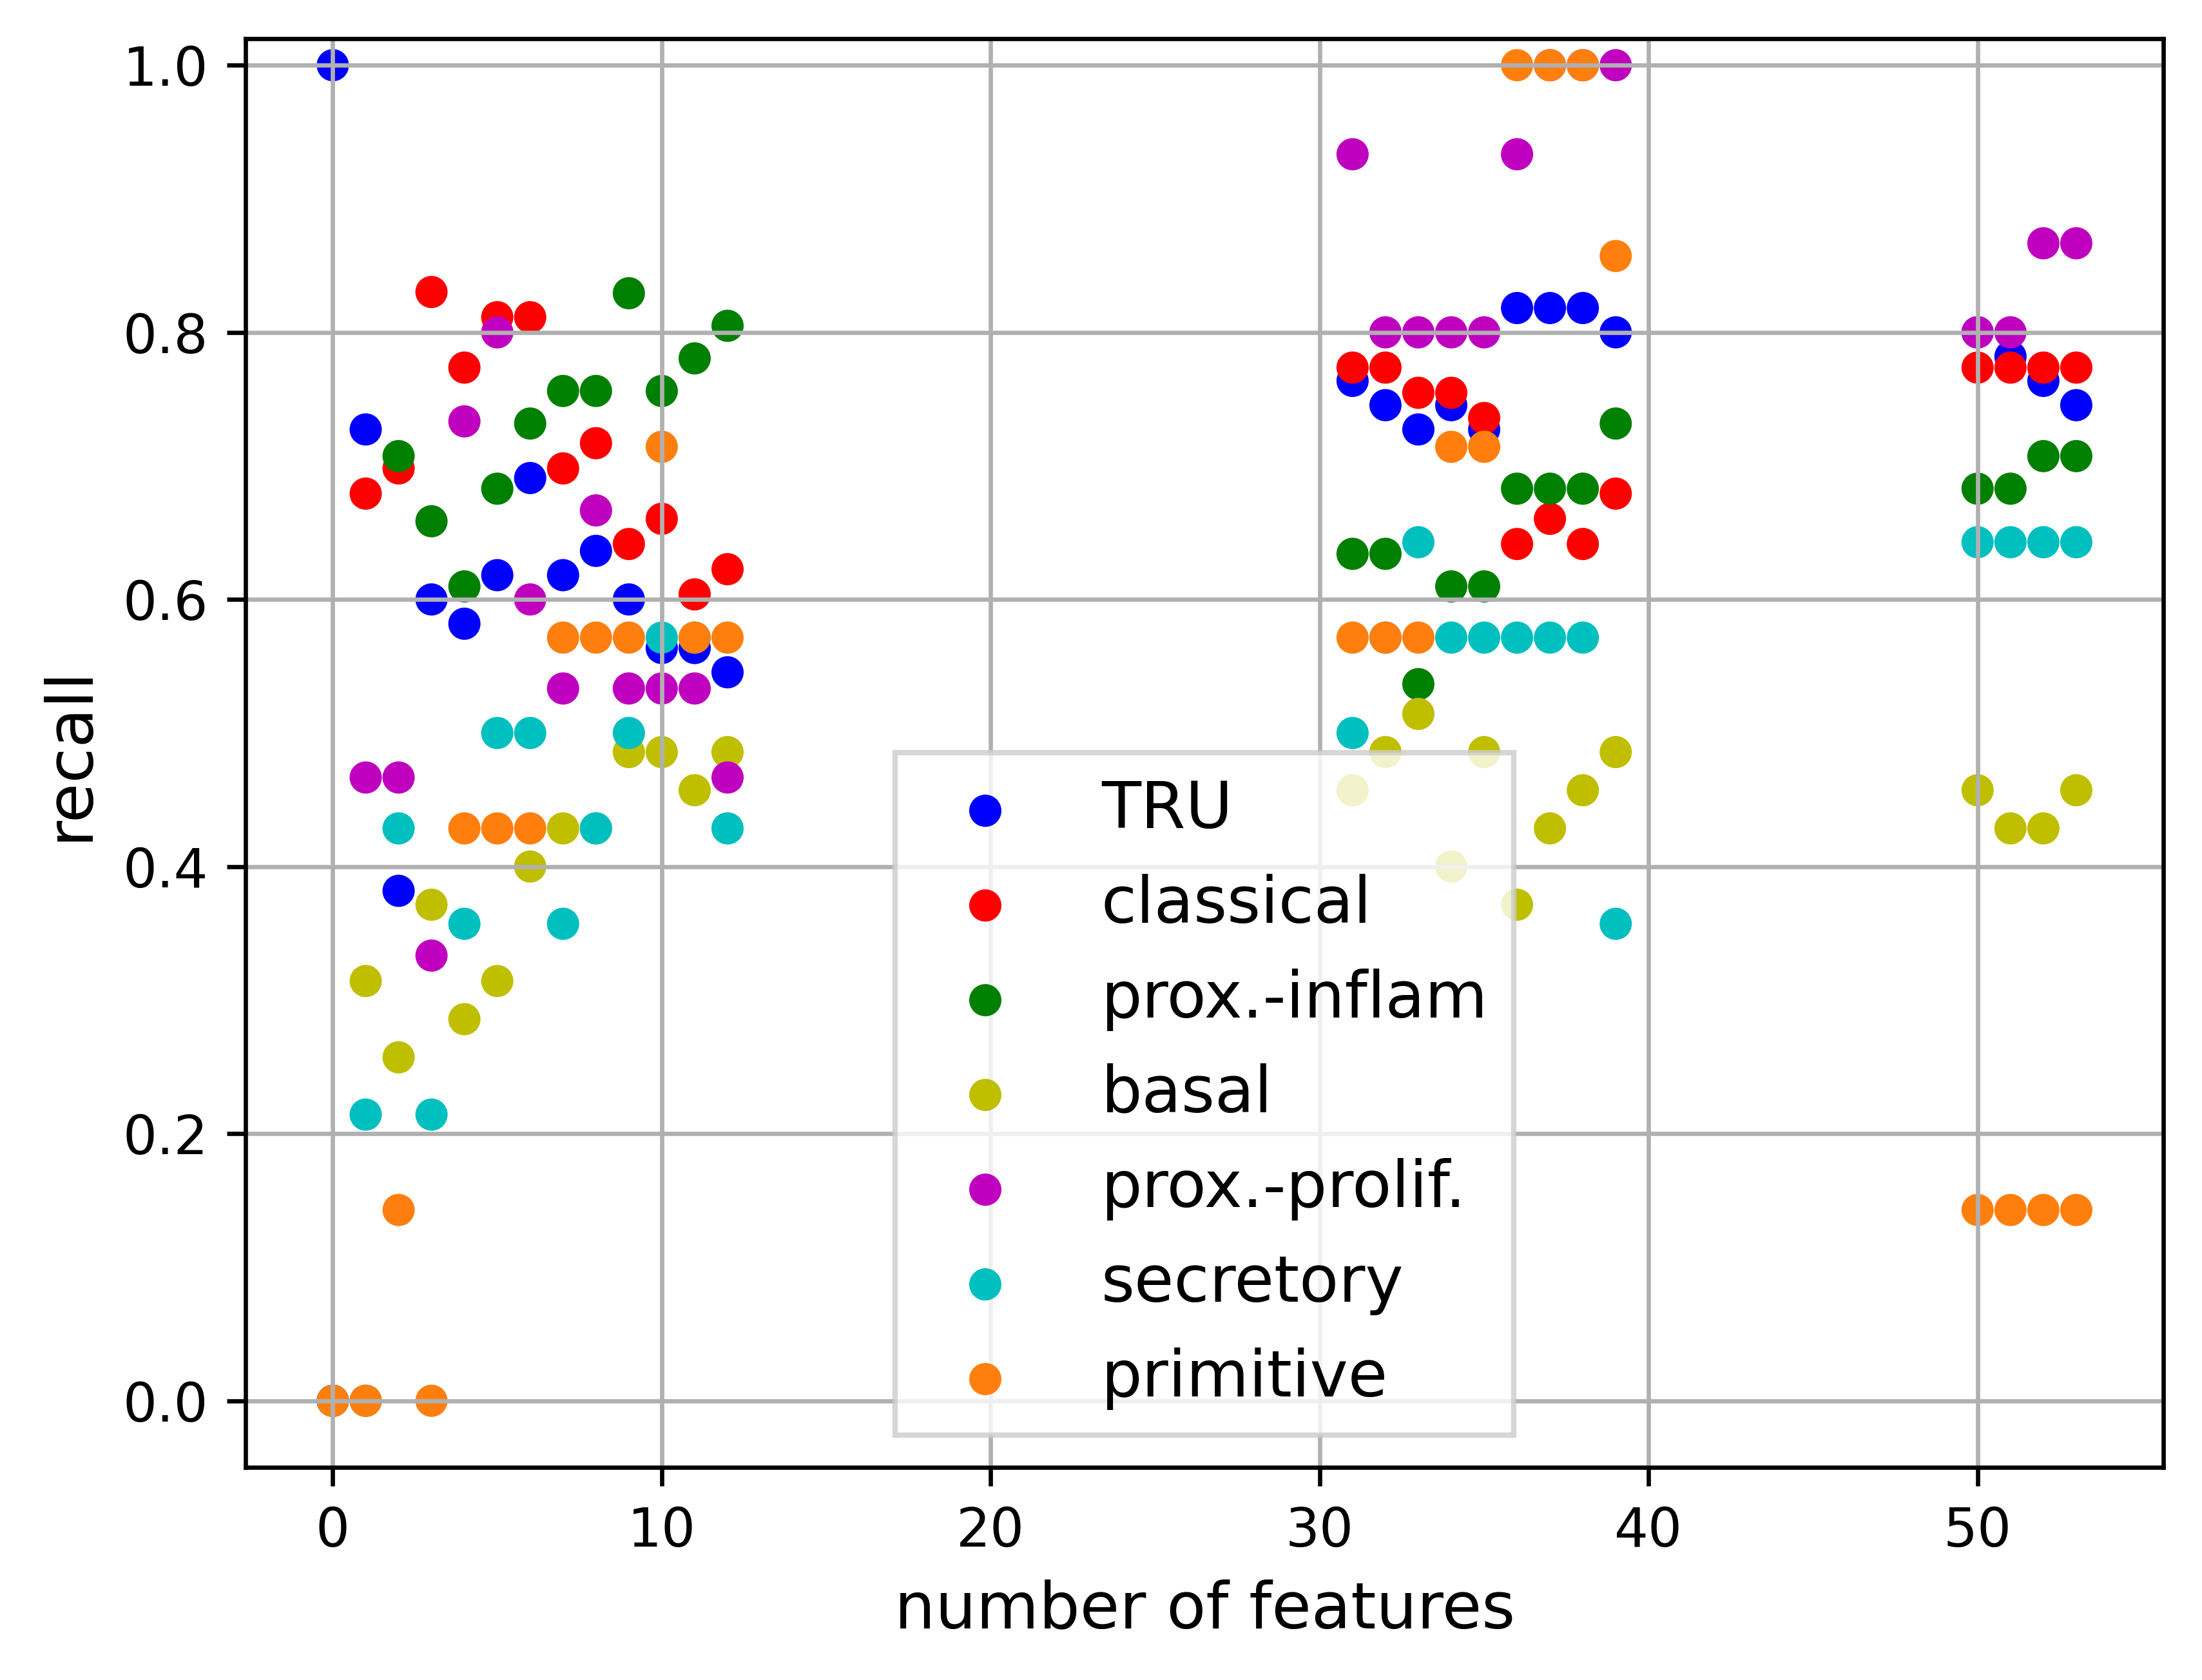 1.0
0.8
0.6
0.4
0.2
0.0
recall
TRU
classical
prox.-inflam
basal
prox.-prolif.
secretory
primitive
0 10 20 30 40 50
number of features